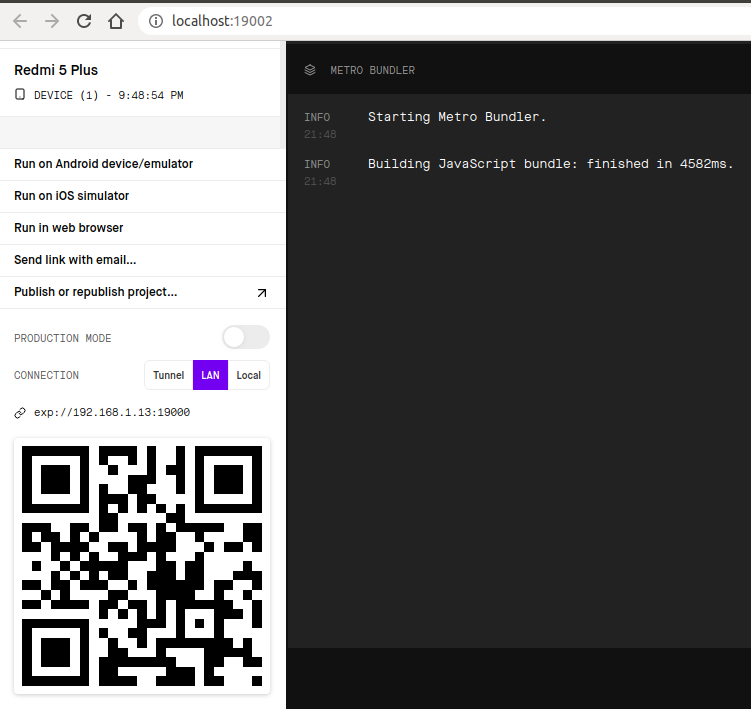 localhost:19002
Redmi 5 Plus
DEVICE (1) - 9:48:54 PM
Run on Android device/emulator
Run on iOS simulator
Run in web browser
Send link with email...
Publish or republish project...
PRODUCTION MODE
CONNECTION Tunnel LAN Local
exp://192.168.1.13:19000
METRO BUNDLER
INFO Starting Metro Bundler.
21:48
INFO Building JavaScript bundle: finished in 4582ms.
21:48